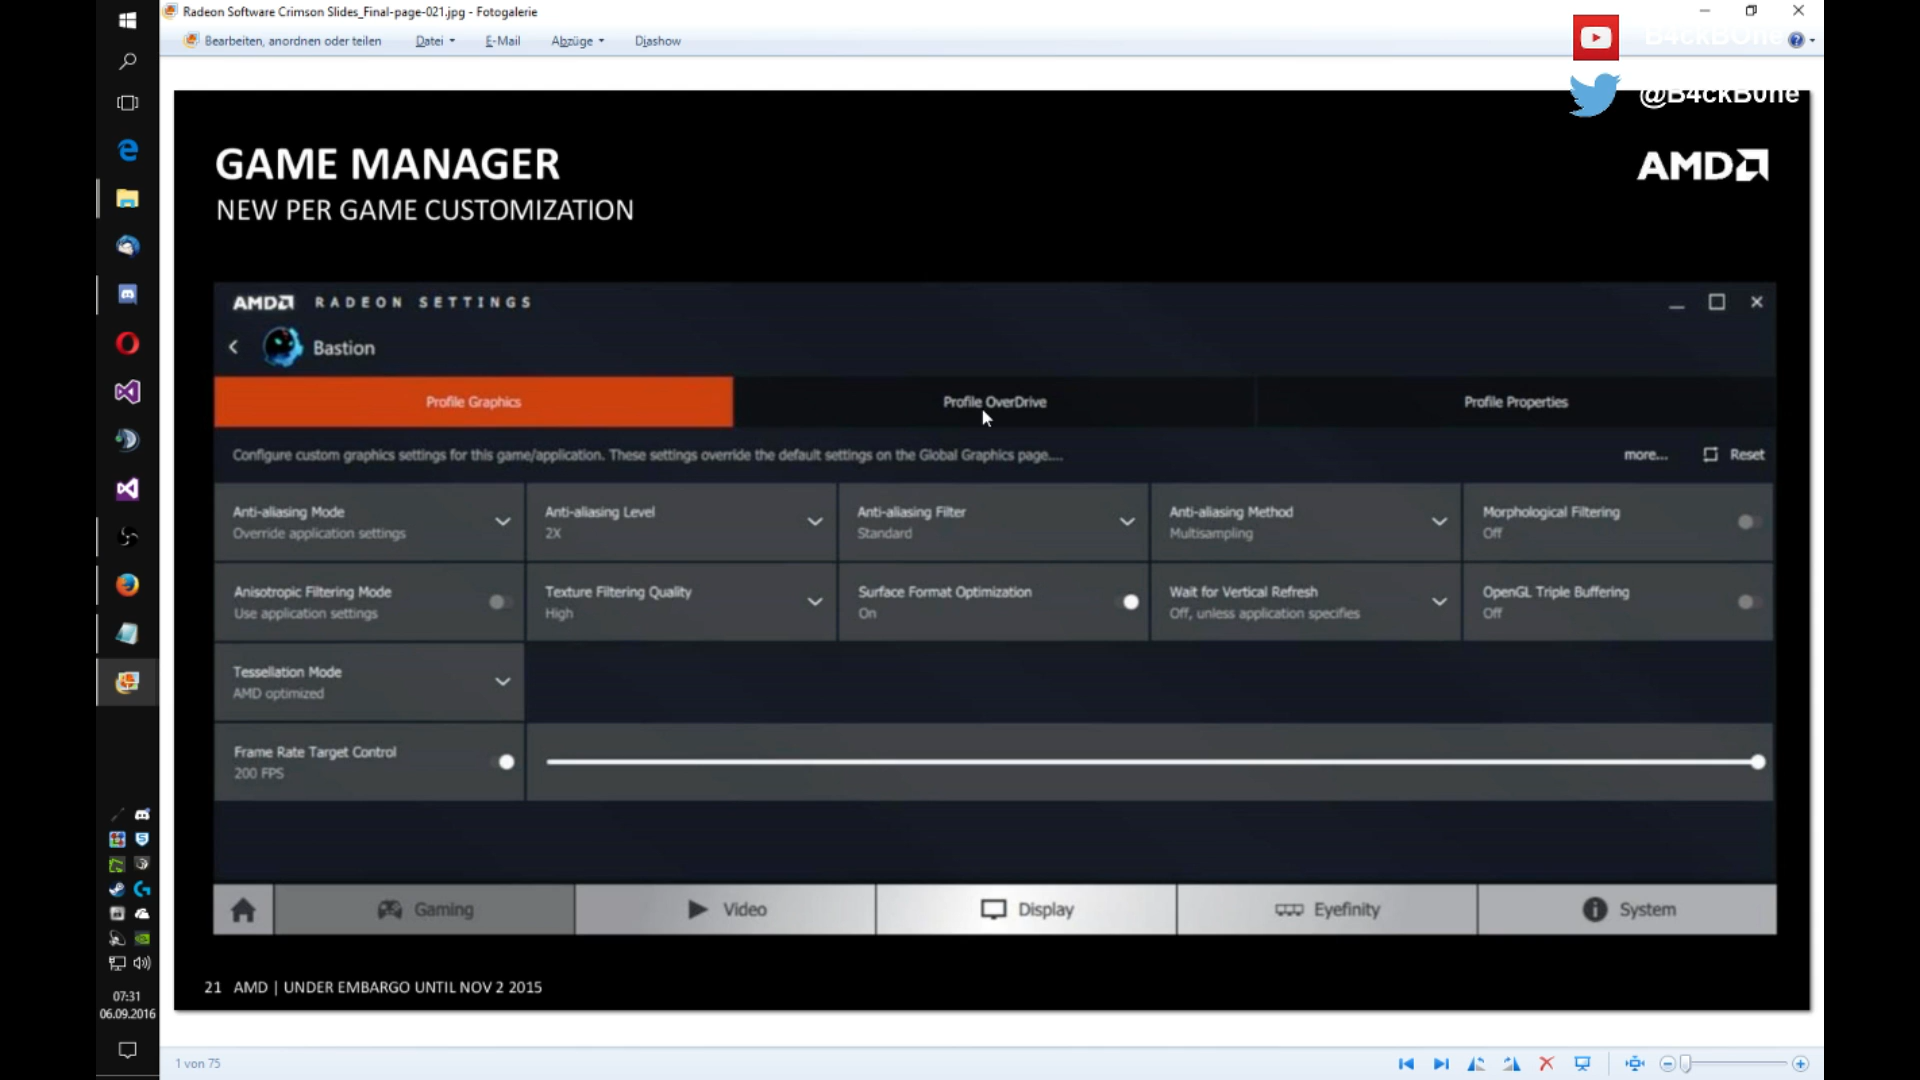 Radeon Software Crimson Slides_Final-page-021.jpg - Fotogalerie
Bearbeiten, anordnen oder teilen Datei E-Mail Abzüge Diashow
B4ckB0ne
@B4ckB0ne
GAME MANAGER
AMD
NEW PER GAME CUSTOMIZATION
AMD RADEON SETTINGS
Bastion
Profile Graphics Profile OverDrive Profile Properties
Configure custom graphics settings for this game/application. These settings override the default settings on the Global Graphics page.... more... Reset
Anti-aliasing Mode Anti-aliasing Level Anti-aliasing Filter Anti-aliasing Method Morphological Filtering
Override application settings 2X Standard Multisampling Off
Anisotropic Filtering Mode Texture Filtering Quality Surface Format Optimization Wait for Vertical Refresh OpenGL Triple Buffering
Use application settings High On Off, unless application specifies Off
Tessellation Mode
AMD optimized
Frame Rate Target Control
200 FPS
Gaming Video Display Eyefinity System
21 AMD | UNDER EMBARGO UNTIL NOV 2 2015
07:31
06.09.2016
1 von 75